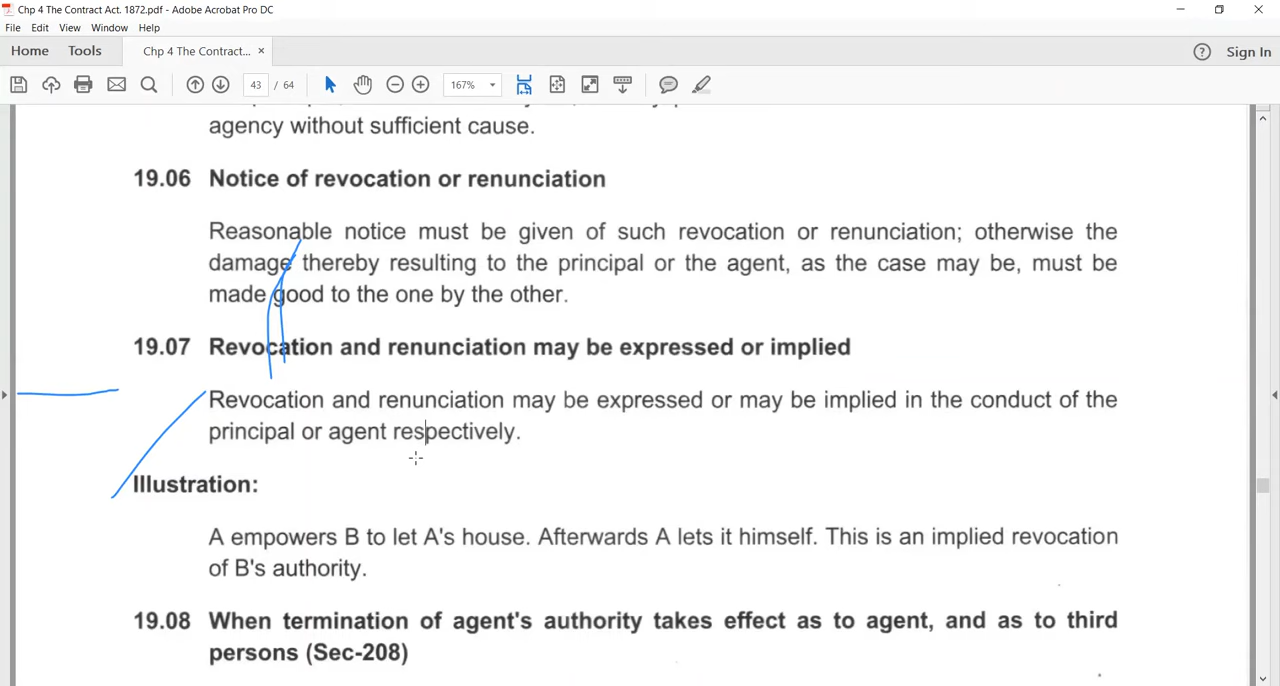 Chp 4 The Contract Act. 1872.pdf - Adobe Acrobat Pro DC
File Edit View Window Help
Home Tools Chp 4 The Contract... × Sign In
43 / 64 167%
agency without sufficient cause.
19.06 Notice of revocation or renunciation
Reasonable notice must be given of such revocation or renunciation; otherwise the
damage thereby resulting to the principal or the agent, as the case may be, must be
made good to the one by the other.
19.07 Revocation and renunciation may be expressed or implied
Revocation and renunciation may be expressed or may be implied in the conduct of the
principal or agent respectively.
Illustration:
A empowers B to let A's house. Afterwards A lets it himself. This is an implied revocation
of B's authority.
19.08 When termination of agent's authority takes effect as to agent, and as to third
persons (Sec-208)